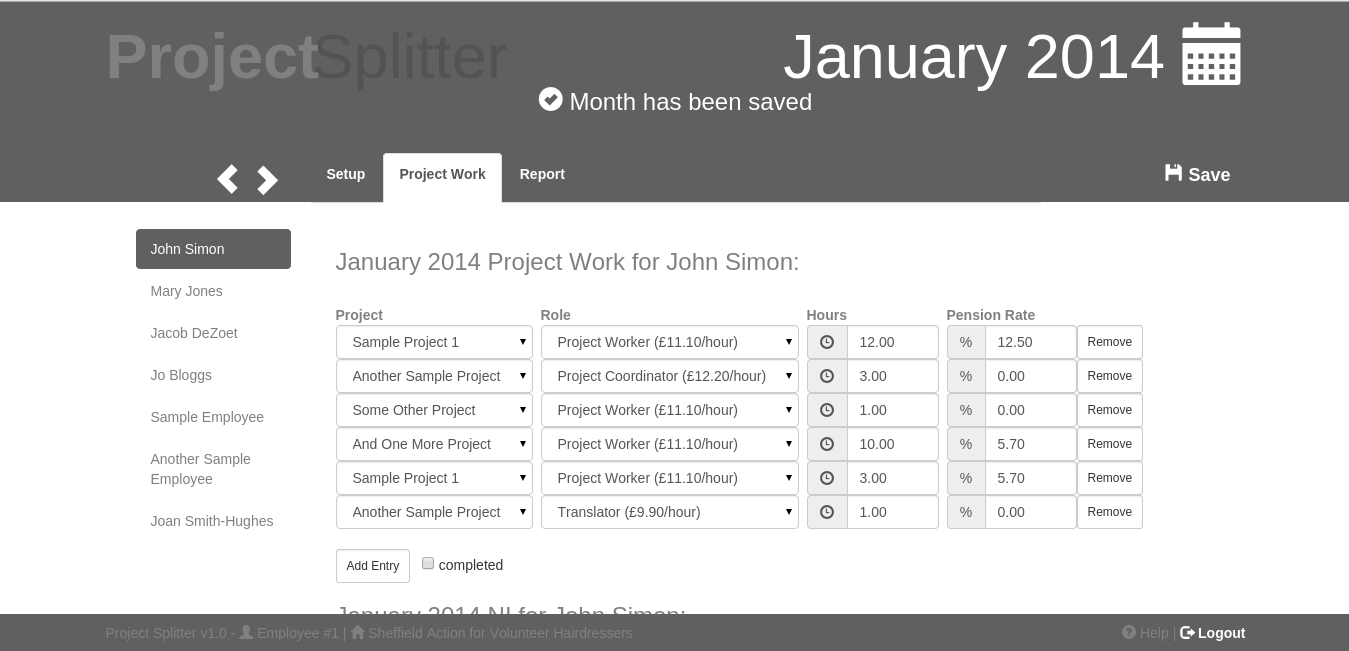 ProjectSplitter
January 2014
Month has been saved
Setup Project Work Report
Save
John Simon
Mary Jones
Jacob DeZoet
Jo Bloggs
Sample Employee
Another Sample
Employee
Joan Smith-Hughes
January 2014 Project Work for John Simon:
Project Role Hours Pension Rate
Sample Project 1 Project Worker (£11.10/hour) 12.00 % 12.50 Remove
Another Sample Project Project Coordinator (£12.20/hour) 3.00 % 0.00 Remove
Some Other Project Project Worker (£11.10/hour) 1.00 % 0.00 Remove
And One More Project Project Worker (£11.10/hour) 10.00 % 5.70 Remove
Sample Project 1 Project Worker (£11.10/hour) 3.00 % 5.70 Remove
Another Sample Project Translator (£9.90/hour) 1.00 % 0.00 Remove
Add Entry completed
January 2014 NI for John Simon:
Project Splitter v1.0 - Employee #1 | Sheffield Action for Volunteer Hairdressers
Help | Logout